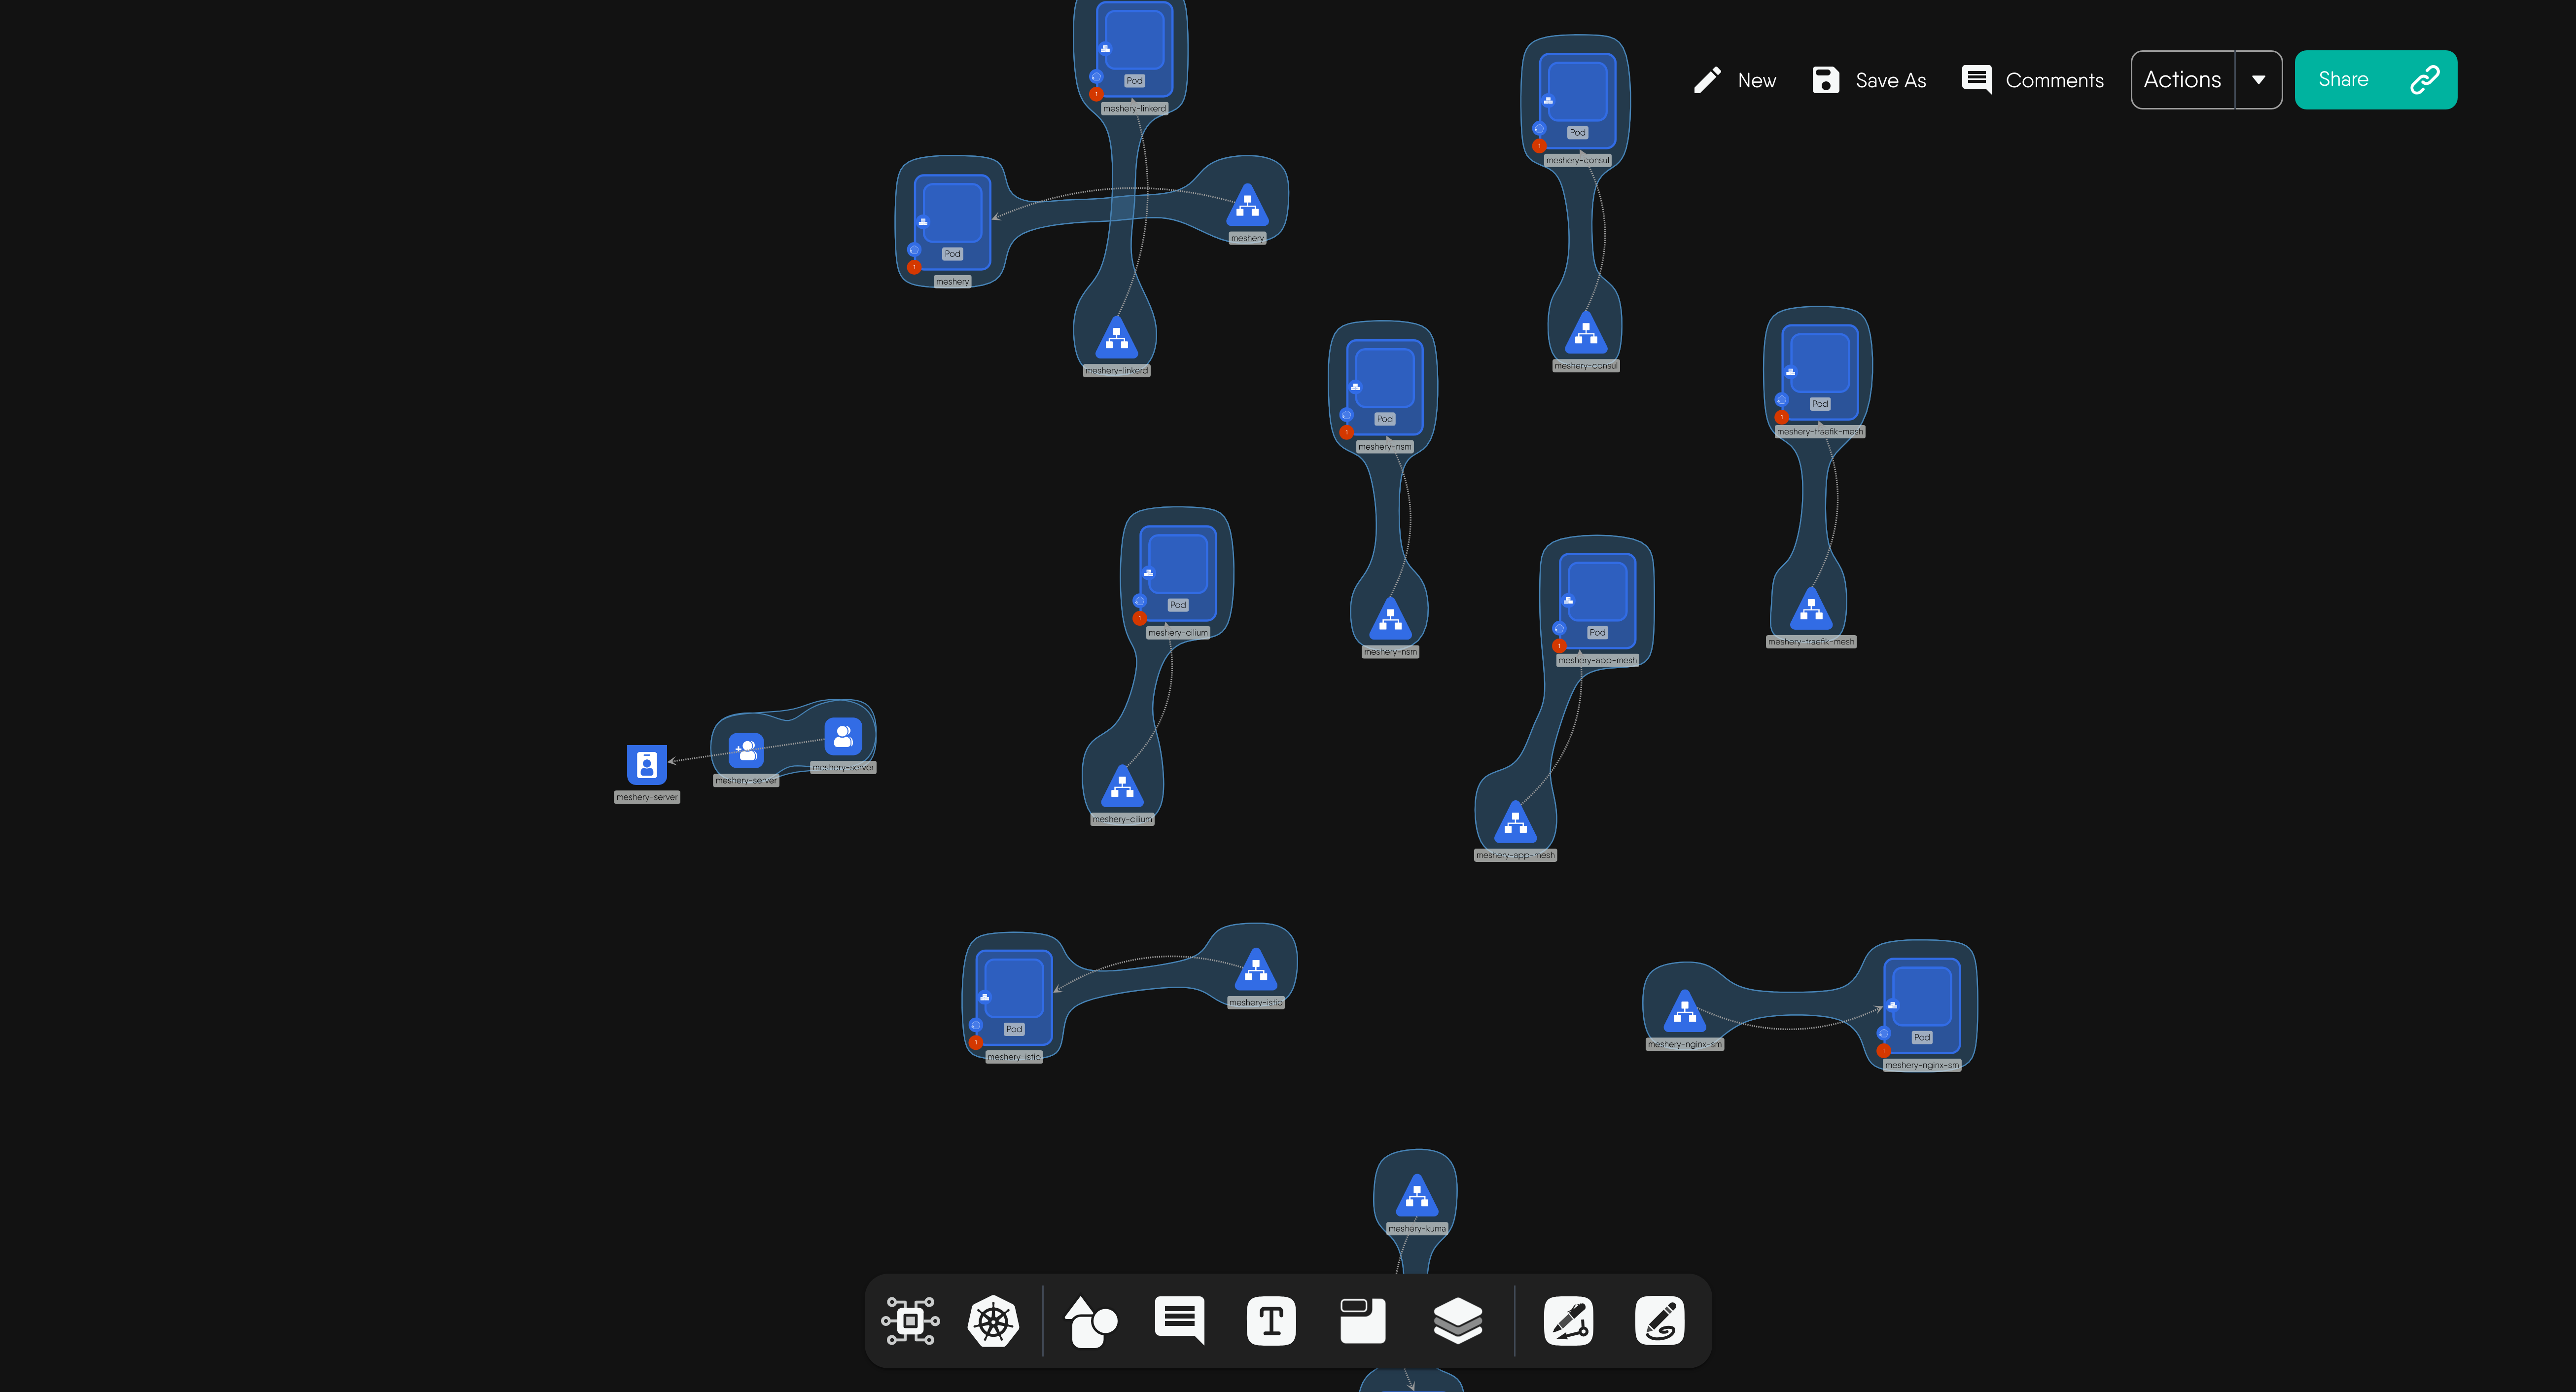 Pod
meshery-linkerd
New
Save As
Comments
Actions
Share
Pod
meshery-consul
Pod
meshery
meshery
meshery-linkerd
meshery-consul
Pod
meshery-nsm
Pod
meshery-traefik-mesh
Pod
meshery-cilium
meshery-nsm
Pod
meshery-app-mesh
meshery-traefik-mesh
meshery-server
meshery-server
meshery-server
meshery-cilium
meshery-app-mesh
Pod
meshery-istio
meshery-istio
meshery-nginx-sm
Pod
meshery-nginx-sm
meshery-kuma
T